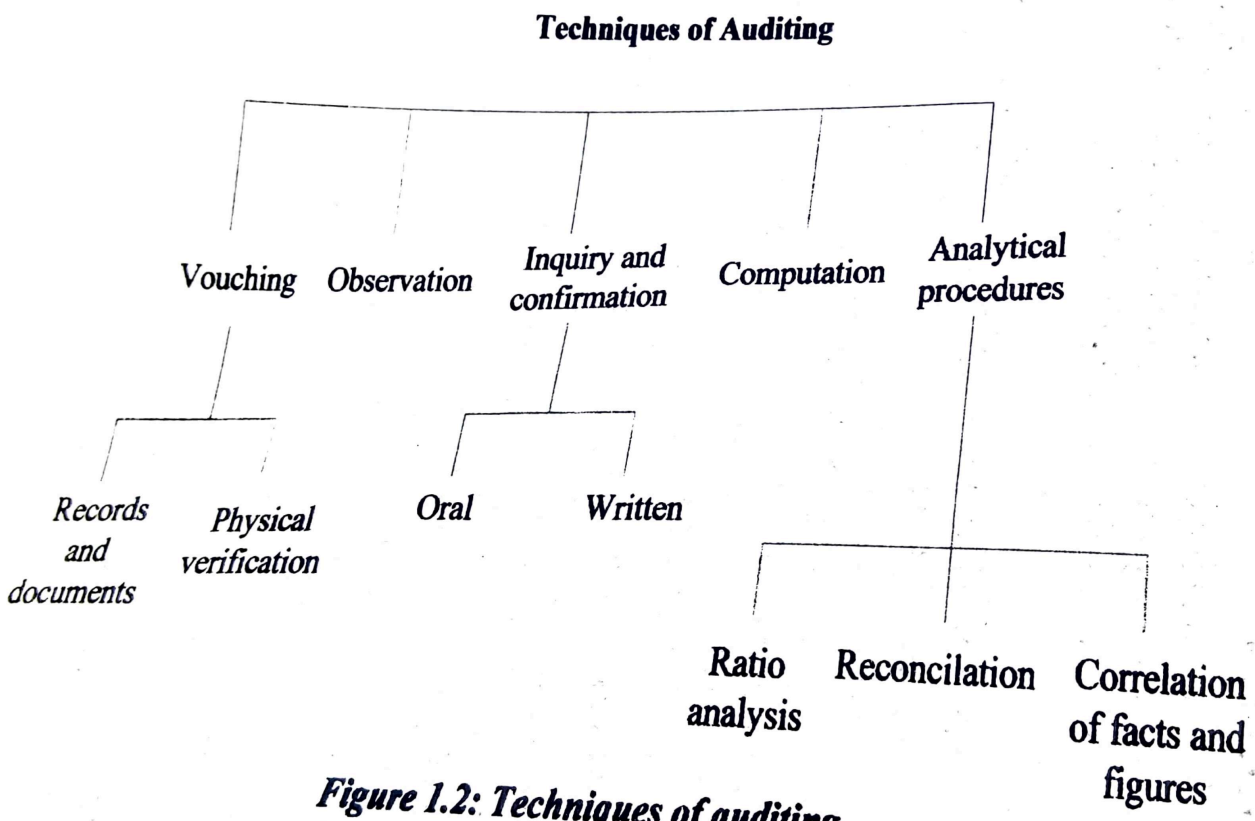 Techniques of Auditing
Vouching
Observation
Inquiry and
confirmation
Computation
Analytical
procedures
Records
and
documents
Physical
verification
Oral
Written
Ratio
analysis
Reconcilation
Correlation
of facts and
figures
Figure 1.2: Techniques of auditing